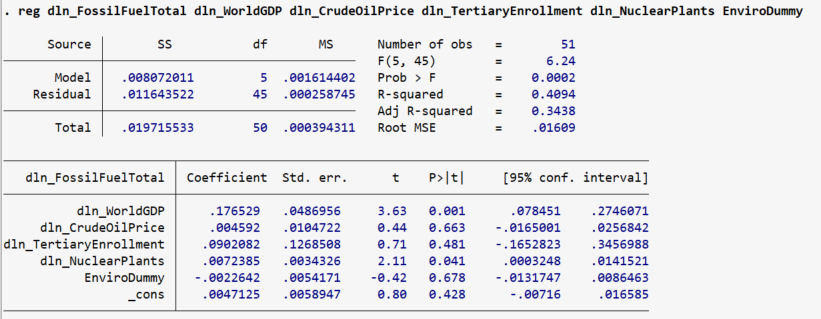 . reg dln_FossilFuelTotal dln_WorldGDP dln_CrudeOilPrice dln_TertiaryEnrollment dln_NuclearPlants EnviroDummy
Source SS df MS Number of obs = 51
F(5, 45) = 6.24
Model .008072011 5 .001614402 Prob > F = 0.0002
Residual .011643522 45 .000258745 R-squared = 0.4094
Adj R-squared = 0.3438
Total .019715533 50 .000394311 Root MSE = .01609
dln_FossilFuelTotal Coefficient Std. err. t P>|t| [95% conf. interval]
dln_WorldGDP .176529 .0486956 3.63 0.001 .078451 .2746071
dln_CrudeOilPrice .004592 .0104722 0.44 0.663 -.0165001 .0256842
dln_TertiaryEnrollment .0902082 .1268508 0.71 0.481 -.1652823 .3456988
dln_NuclearPlants .0072385 .0034326 2.11 0.041 .0003248 .0141521
EnviroDummy -.0022642 .0054171 -0.42 0.678 -.0131747 .0086463
_cons .0047125 .0058947 0.80 0.428 -.00716 .016585